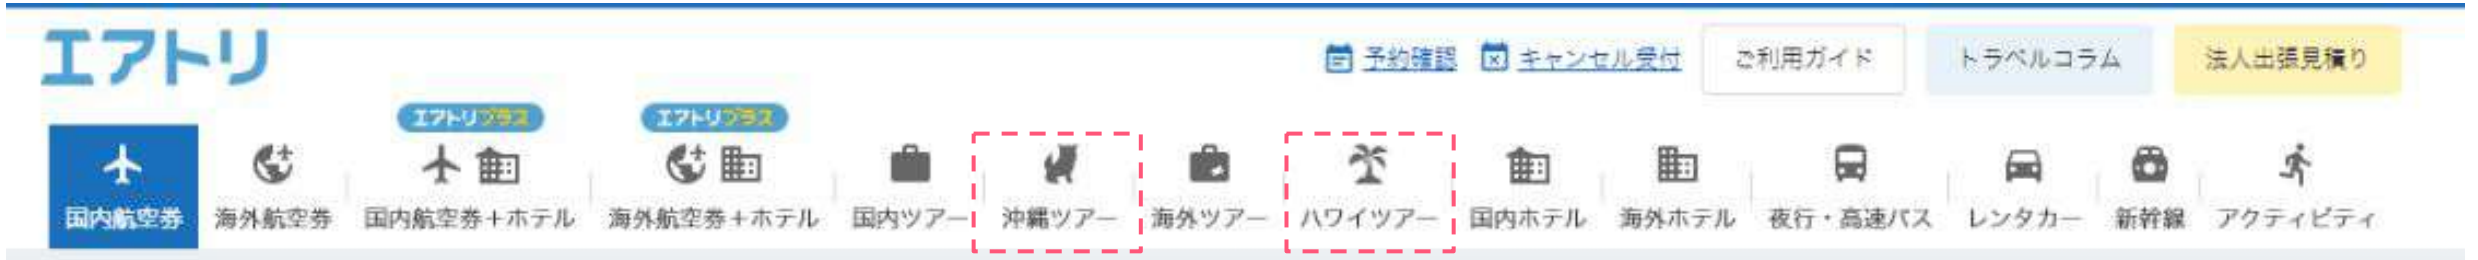 エアトリ
予約確認 キャンセル受付 ご利用ガイド トラベルコラム 法人出張見積り
エアトリプラス エアトリプラス
国内航空券 海外航空券 国内航空券+ホテル 海外航空券+ホテル 国内ツアー 沖縄ツアー 海外ツアー ハワイツアー 国内ホテル 海外ホテル 夜行・高速バス レンタカー 新幹線 アクティビティ